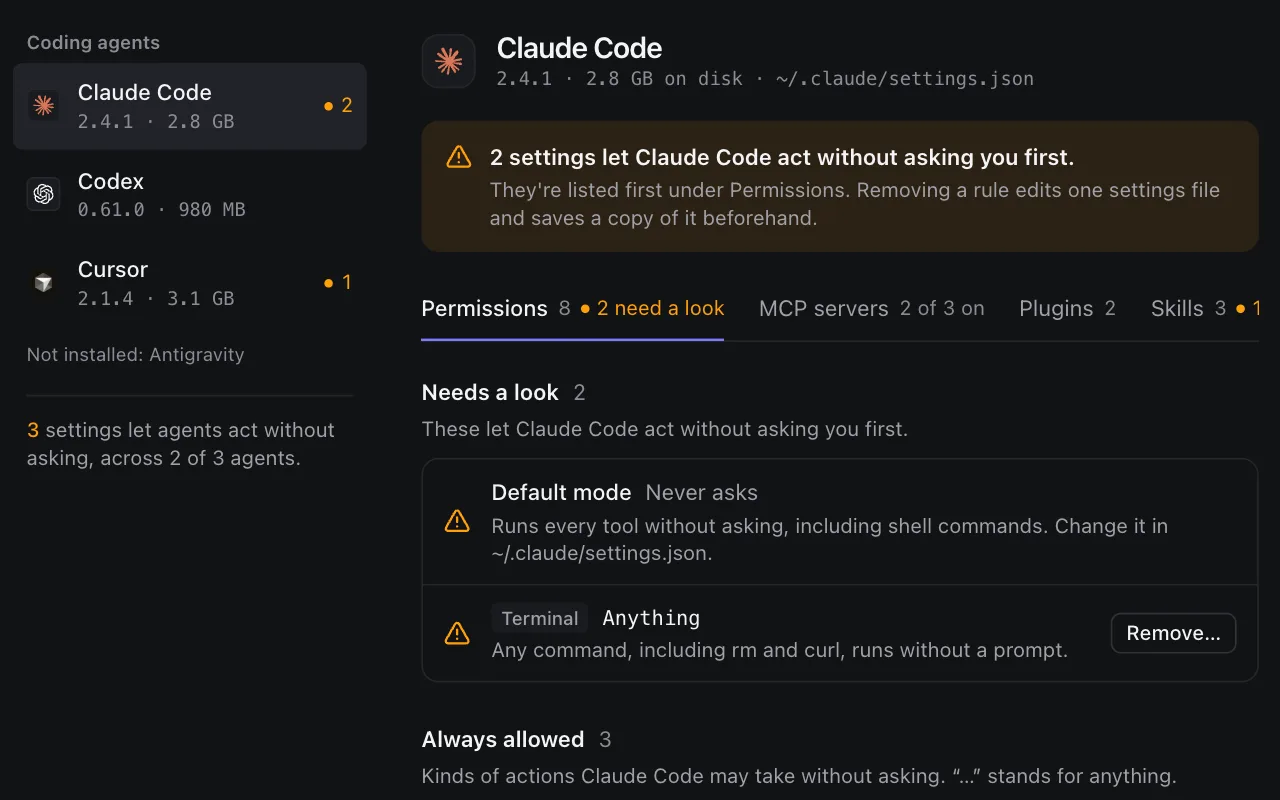 Coding agents
Claude Code
2.4.1 · 2.8 GB
2
Codex
0.61.0 · 980 MB
Cursor
2.1.4 · 3.1 GB
1
Not installed: Antigravity
3 settings let agents act without
asking, across 2 of 3 agents.
Claude Code
2.4.1 · 2.8 GB on disk · ~/.claude/settings.json
2 settings let Claude Code act without asking you first.
They're listed first under Permissions. Removing a rule edits one settings file
and saves a copy of it beforehand.
Permissions 8 2 need a look MCP servers 2 of 3 on Plugins 2 Skills 3 1
Needs a look 2
These let Claude Code act without asking you first.
Default mode Never asks
Runs every tool without asking, including shell commands. Change it in
~/.claude/settings.json.
Terminal Anything
Any command, including rm and curl, runs without a prompt.
Remove...
Always allowed 3
Kinds of actions Claude Code may take without asking. “...” stands for anything.